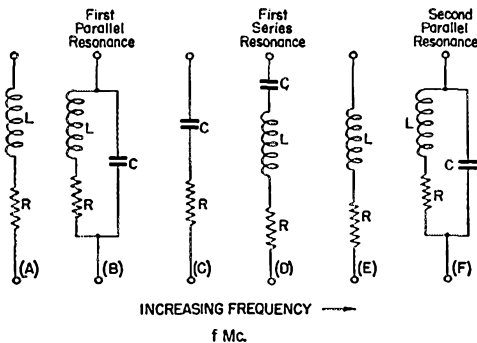 First
Parallel
Resonance
First
Series
Resonance
Second
Parallel
Resonance
L
R
(A)
L
R
C
(B)
C
R
(C)
C
L
R
(D)
L
R
(E)
L
R
C
(F)
INCREASING FREQUENCY →
f Mc.